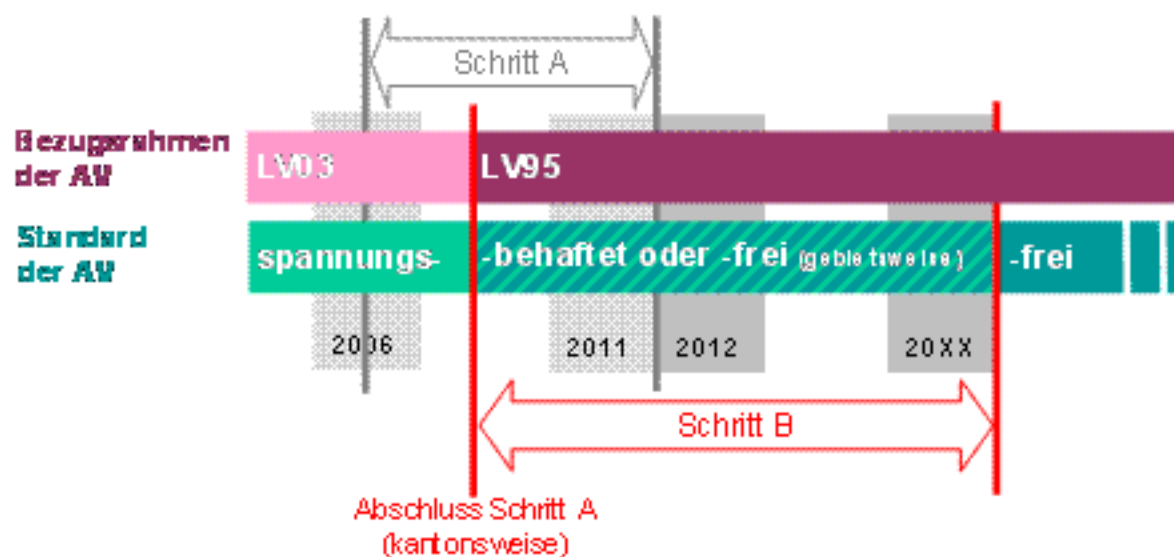 Schritt A
Bezugsrahmen
der AV
LV03
LV95
Standard
der AV
spannungs-
-behaftet oder -frei (gebietsweise)
-frei
2006
2011
2012
20XX
Schritt B
Abschluss Schritt A
(kantonsweise)